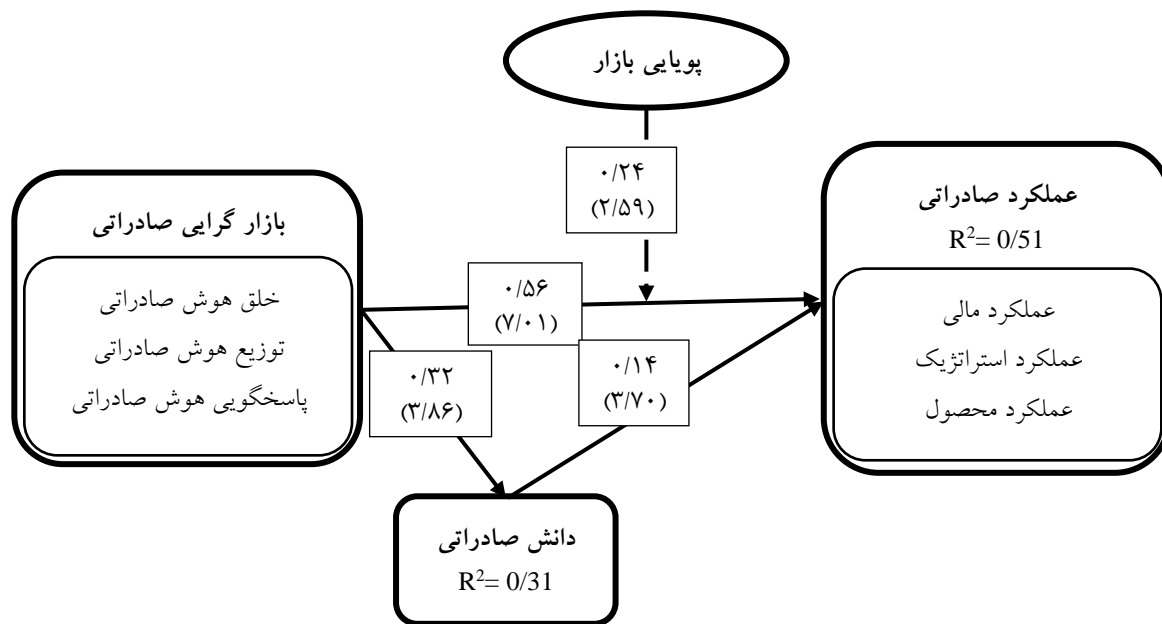 پویایی بازار
۰/۲۴
(۲/۵۹)
عملکرد صادراتی
R²= 0/51
عملکرد مالی
عملکرد استراتژیک
عملکرد محصول
بازار گرایی صادراتی
خلق هوش صادراتی
توزیع هوش صادراتی
پاسخگویی هوش صادراتی
۰/۵۶
(۷/۰۱)
۰/۱۴
(۳/۷۰)
۰/۳۲
(۳/۸۶)
دانش صادراتی
R²= 0/31